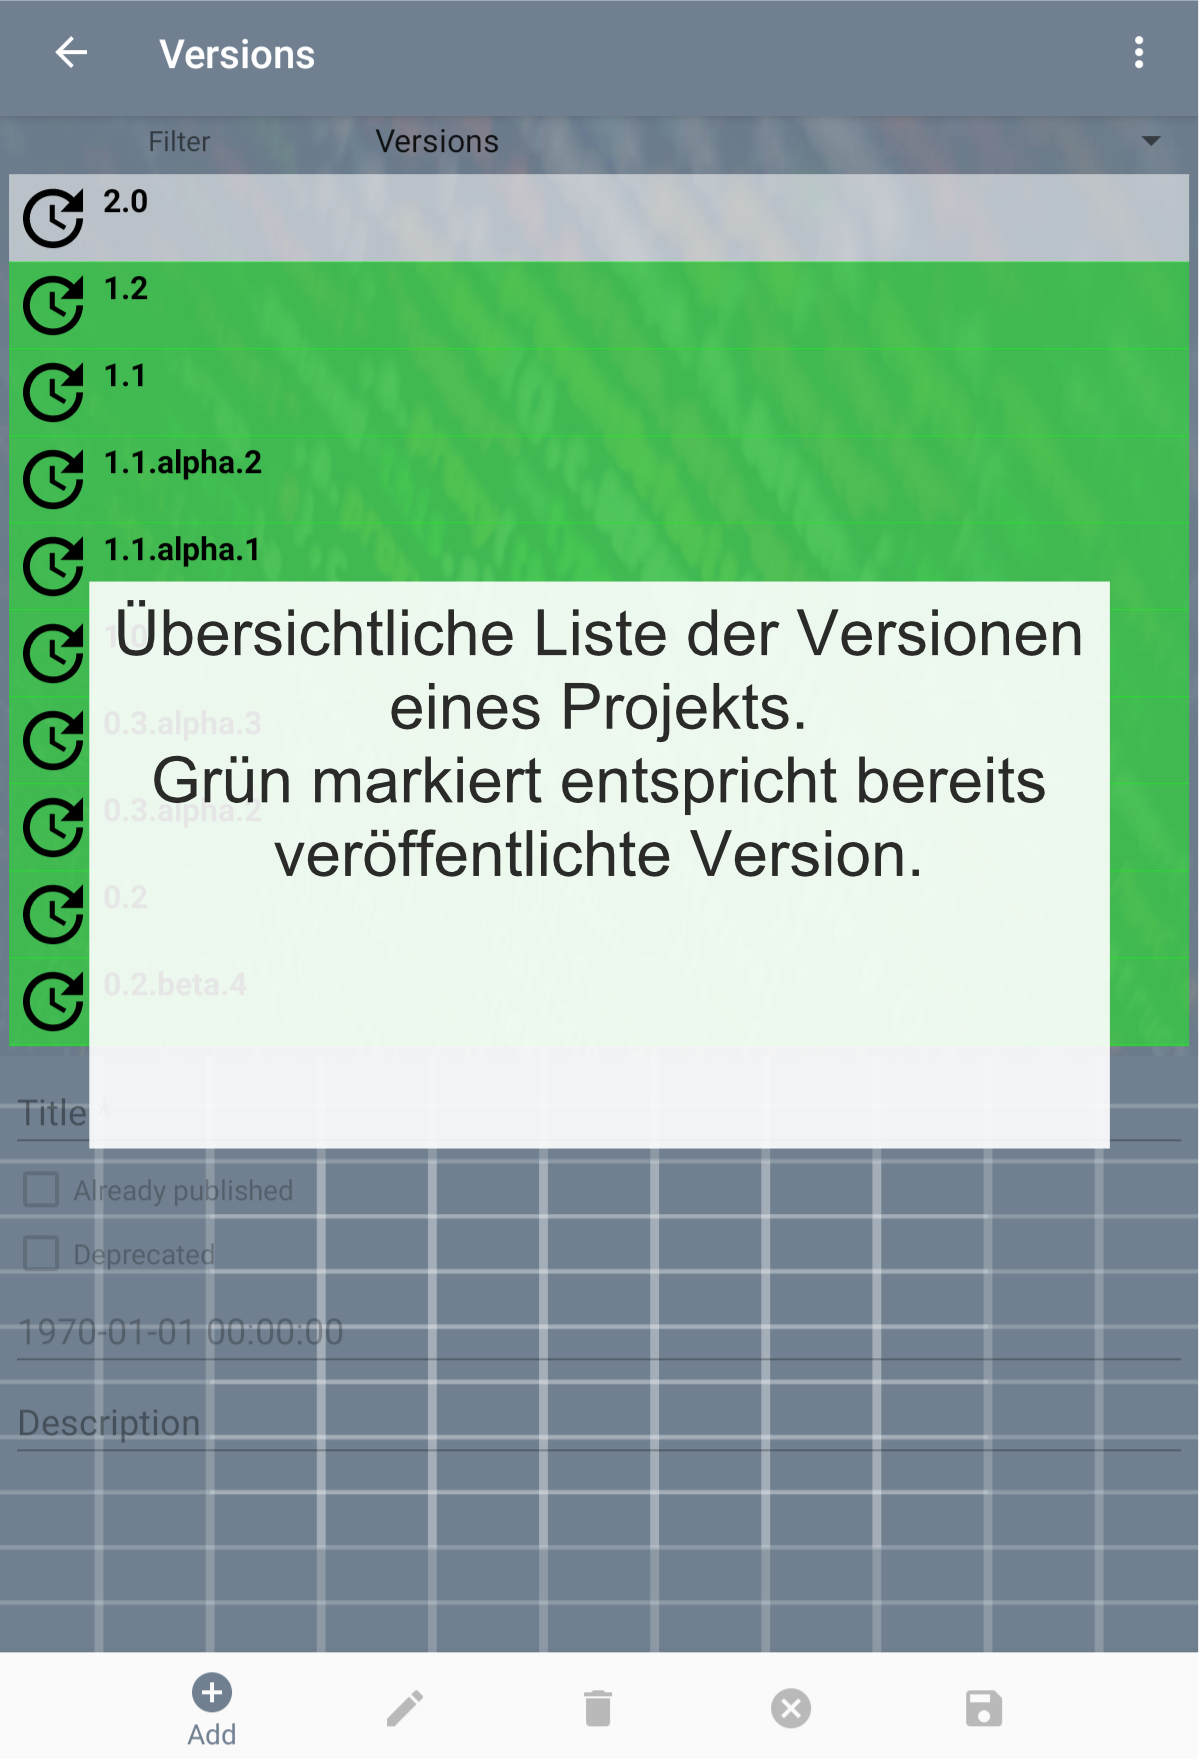 Versions
Filter Versions
2.0
1.2
1.1
1.1.alpha.2
1.1.alpha.1
1.0
Übersichtliche Liste der Versionen
eines Projekts.
0.3.alpha.3
Grün markiert entspricht bereits
0.3.alpha.2
veröffentlichte Version.
0.2
0.2.beta.4
Title *
Already published
Deprecated
1970-01-01 00:00:00
Description
Add